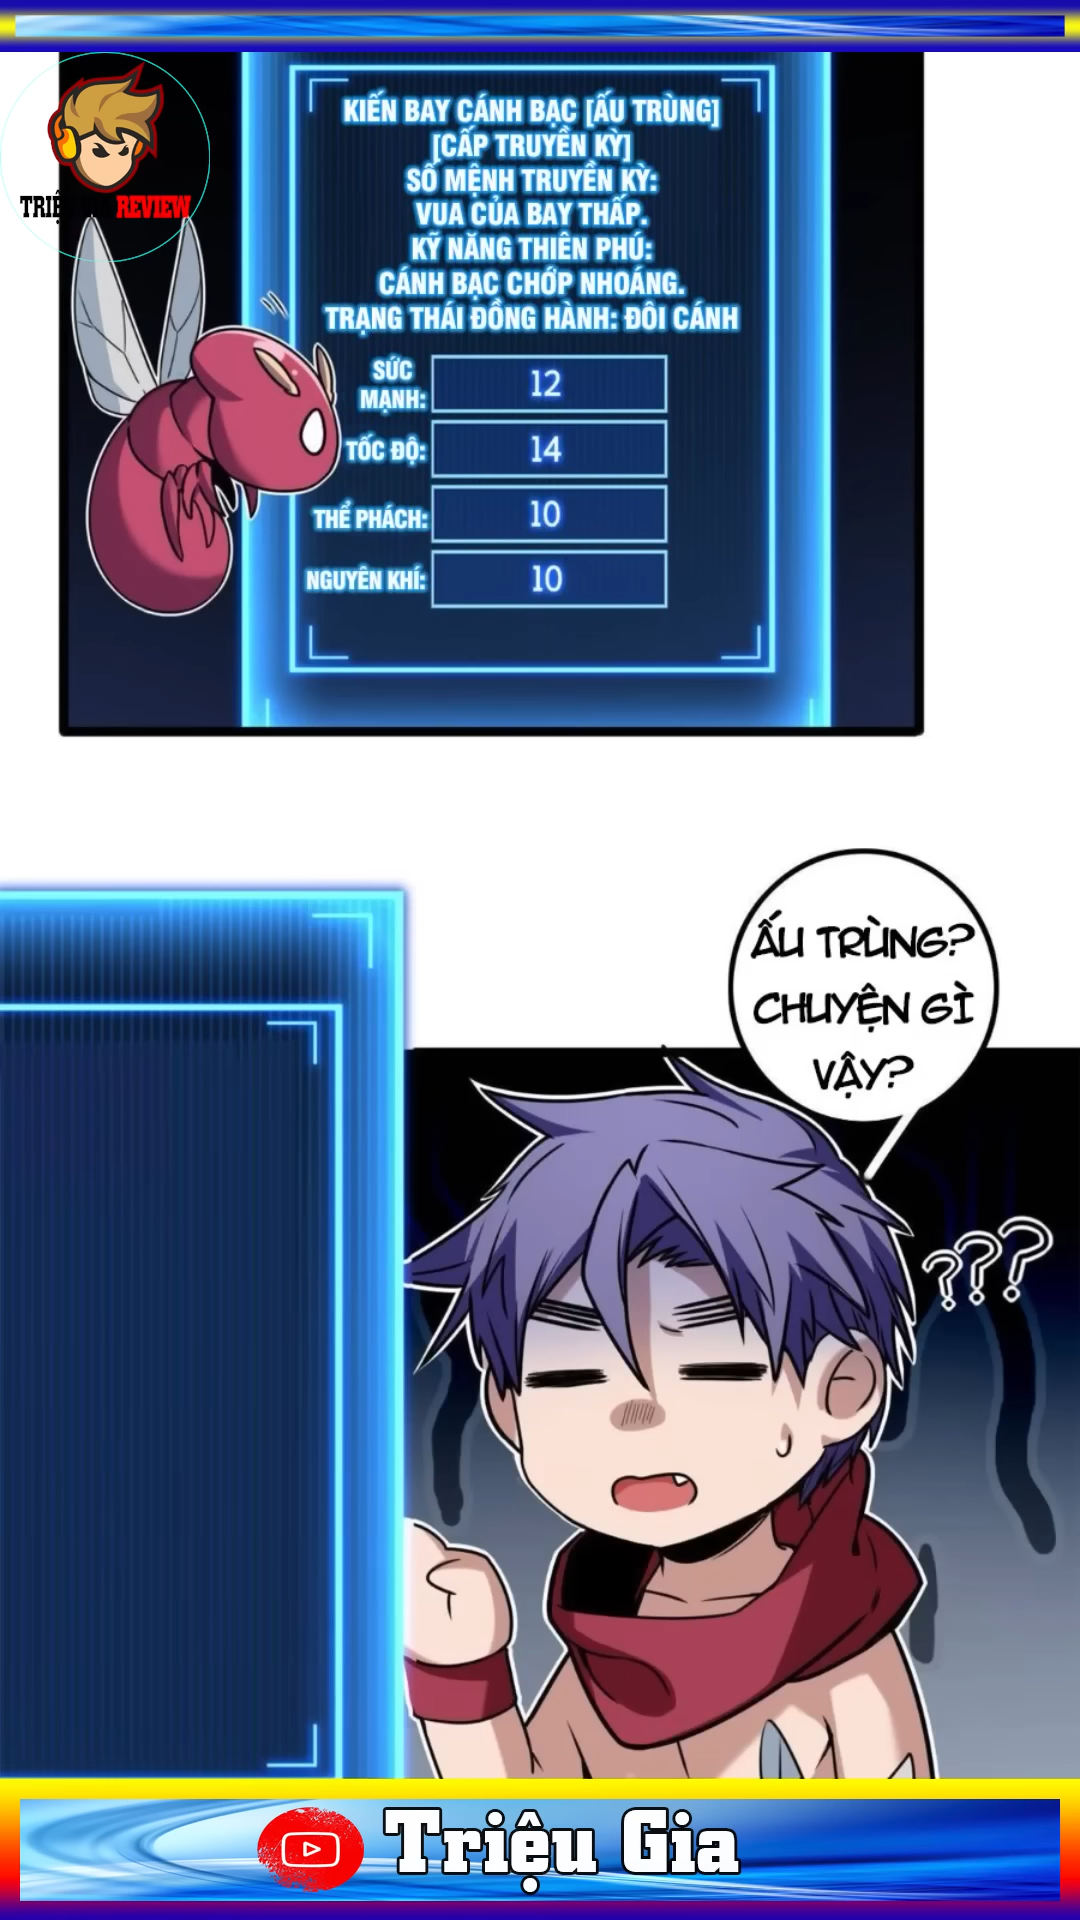 KIẾN BAY CÁNH BẠC [ẤU TRÙNG]
[CẤP TRUYỀN KỲ]
SỐ MỆNH TRUYỀN KỲ:
VUA CỦA BAY THẤP.
KỸ NĂNG THIÊN PHÚ:
CÁNH BẠC CHỚP NHOÁNG.
TRẠNG THÁI ĐỒNG HÀNH: ĐÔI CÁNH
SỨC
MẠNH: 12
TỐC ĐỘ: 14
THỂ PHÁCH: 10
NGUYÊN KHÍ: 10
TRIỆU GIA REVIEW
ẤU TRÙNG?
CHUYỆN GÌ
VẬY?
???
Triệu Gia